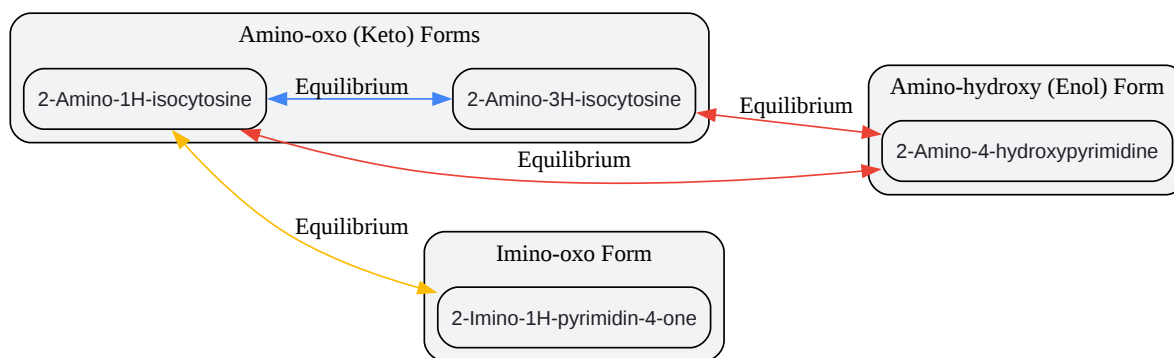 Amino-oxo (Keto) Forms
2-Amino-1H-isocytosine
Equilibrium
2-Amino-3H-isocytosine
Equilibrium
Amino-hydroxy (Enol) Form
2-Amino-4-hydroxypyrimidine
Equilibrium
Equilibrium
Imino-oxo Form
2-Imino-1H-pyrimidin-4-one